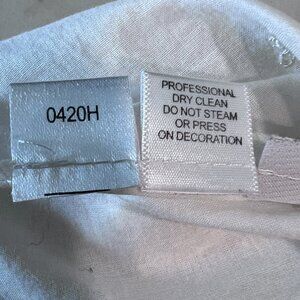 0420H
PROFESSIONAL
DRY CLEAN
DO NOT STEAM
OR PRESS
ON DECORATION